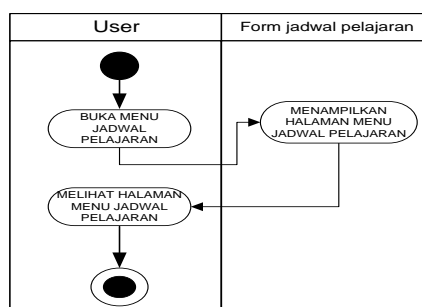 User
Form jadwal pelajaran
BUKA MENU
JADWAL
PELAJARAN
MENAMPILKAN
HALAMAN MENU
JADWAL PELAJARAN
MELIHAT HALAMAN
MENU JADWAL
PELAJARAN